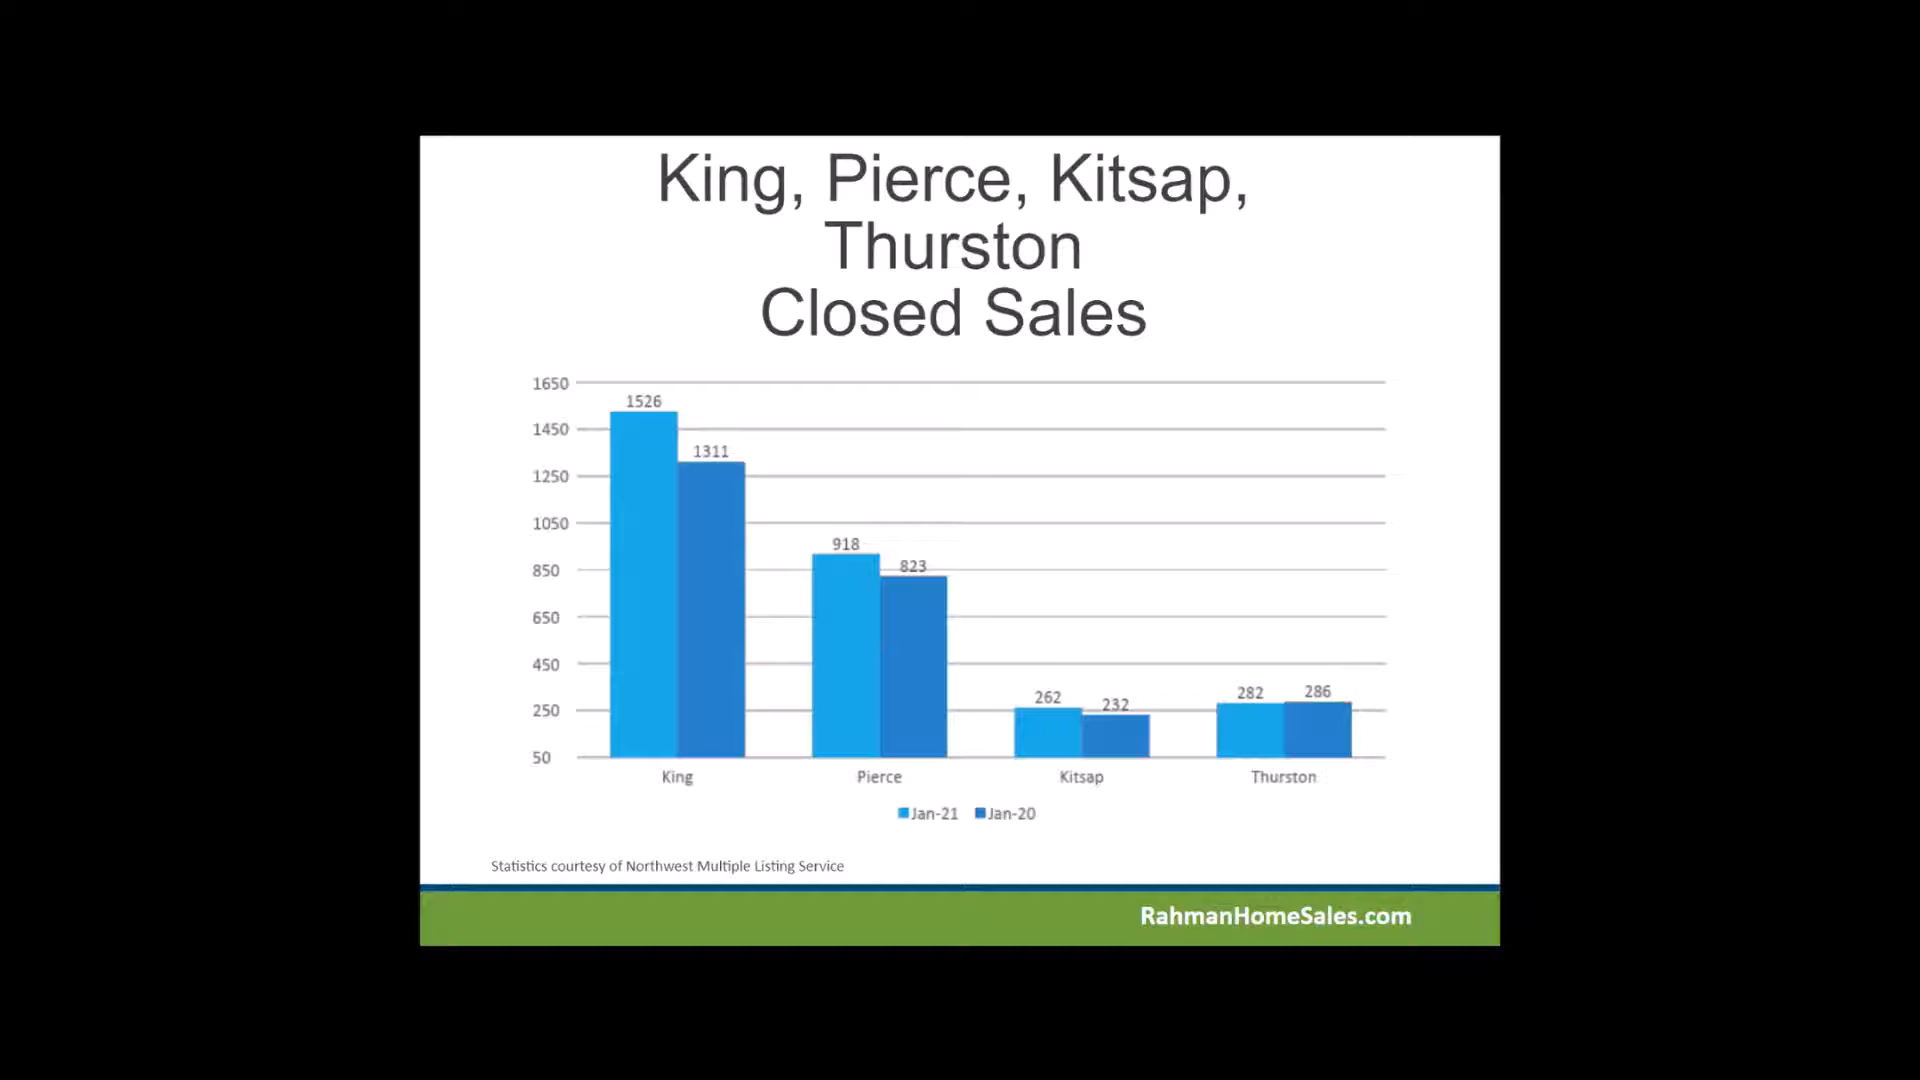 King, Pierce, Kitsap,
Thurston
Closed Sales
1650
1450
1250
1050
850
650
450
250
50
1526
1311
918
823
262
232
282
286
King
Pierce
Kitsap
Thurston
Jan-21
Jan-20
Statistics courtesy of Northwest Multiple Listing Service
RahmanHomeSales.com